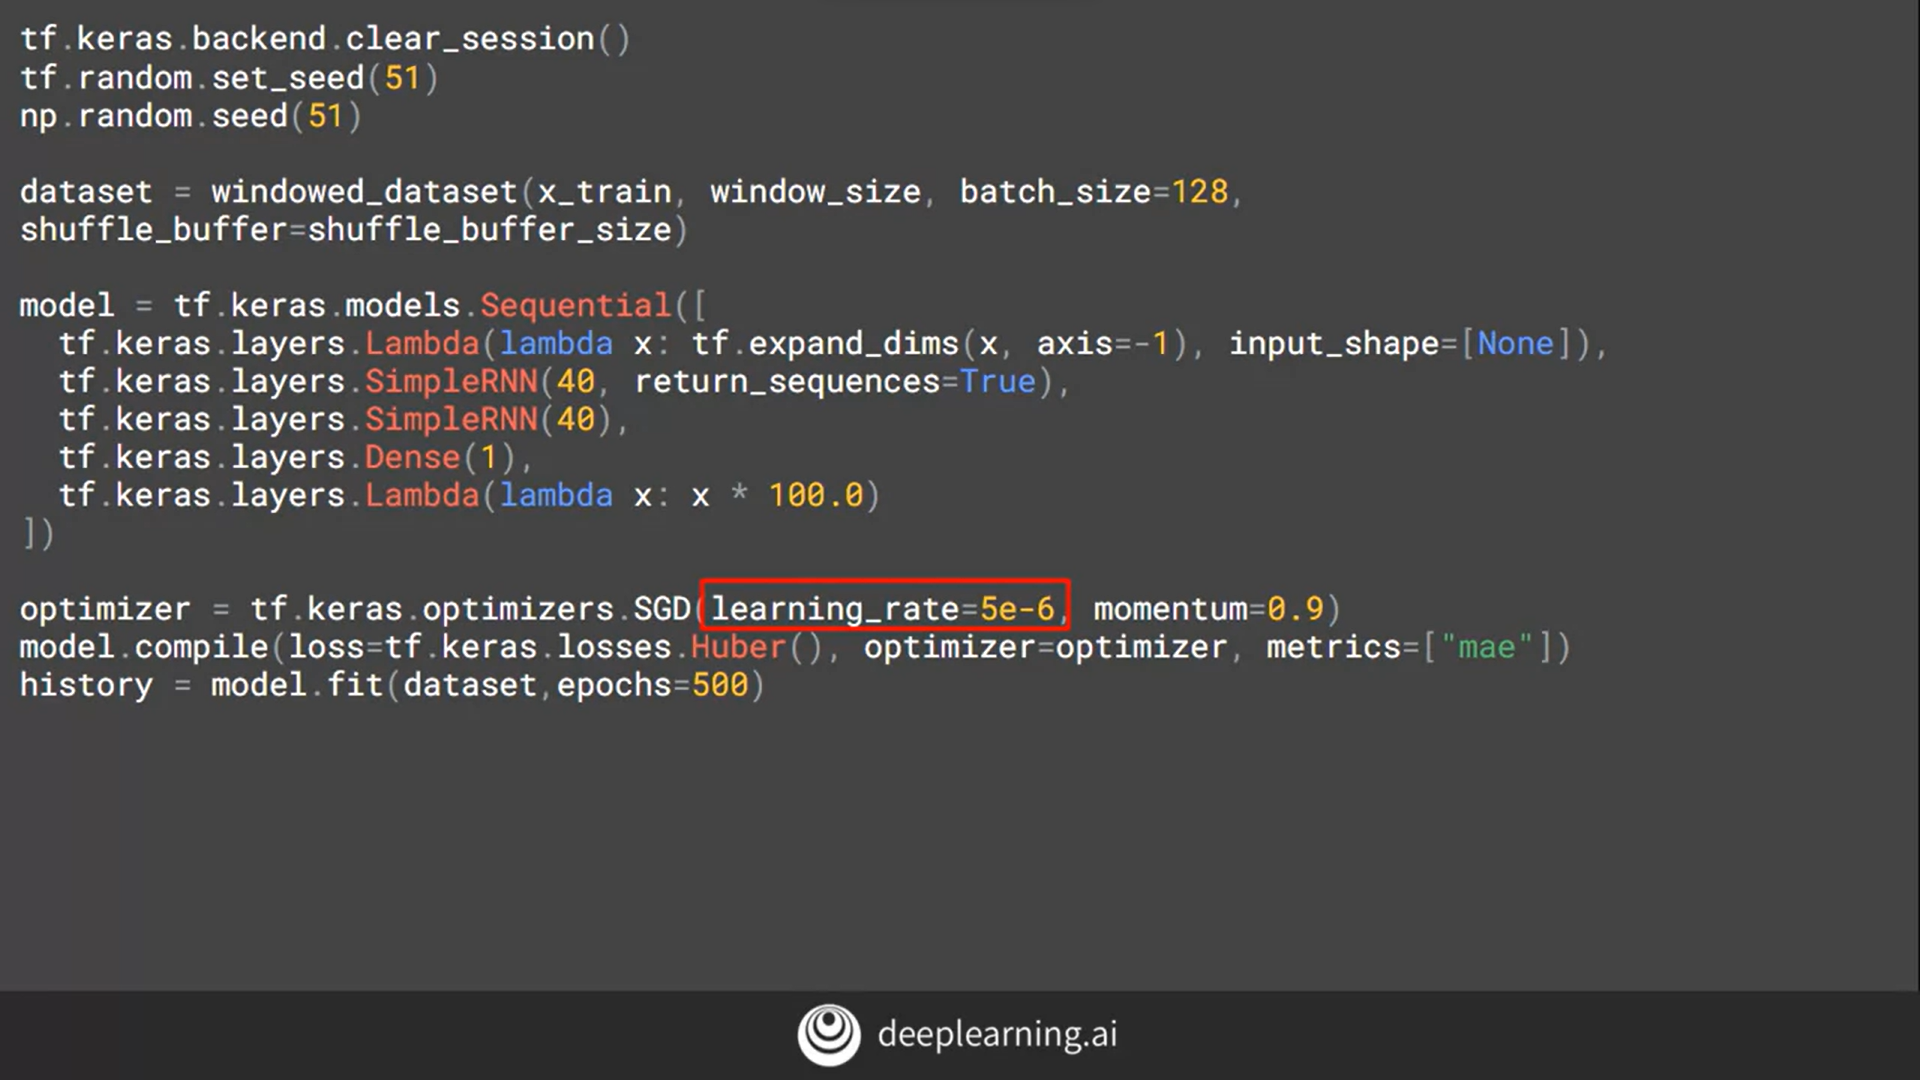 tf.keras.backend.clear_session()
tf.random.set_seed(51)
np.random.seed(51)
dataset = windowed_dataset(x_train, window_size, batch_size=128,
shuffle_buffer=shuffle_buffer_size)
model = tf.keras.models.Sequential([
  tf.keras.layers.Lambda(lambda x: tf.expand_dims(x, axis=-1), input_shape=[None]),
  tf.keras.layers.SimpleRNN(40, return_sequences=True),
  tf.keras.layers.SimpleRNN(40),
  tf.keras.layers.Dense(1),
  tf.keras.layers.Lambda(lambda x: x * 100.0)
])
optimizer = tf.keras.optimizers.SGD(learning_rate=5e-6, momentum=0.9)
model.compile(loss=tf.keras.losses.Huber(), optimizer=optimizer, metrics=["mae"])
history = model.fit(dataset,epochs=500)
deeplearning.ai